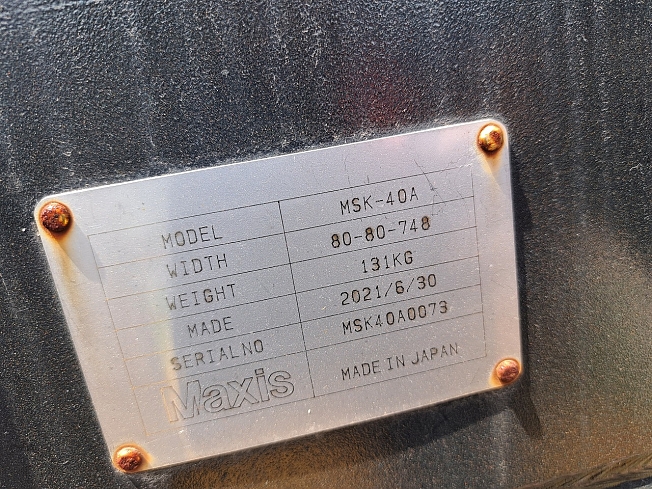 MODEL MSK-40A
WIDTH 80-80-748
WEIGHT 131KG
MADE 2021/6/30
SERIALNO MSK40A0073
Maxis MADE IN JAPAN